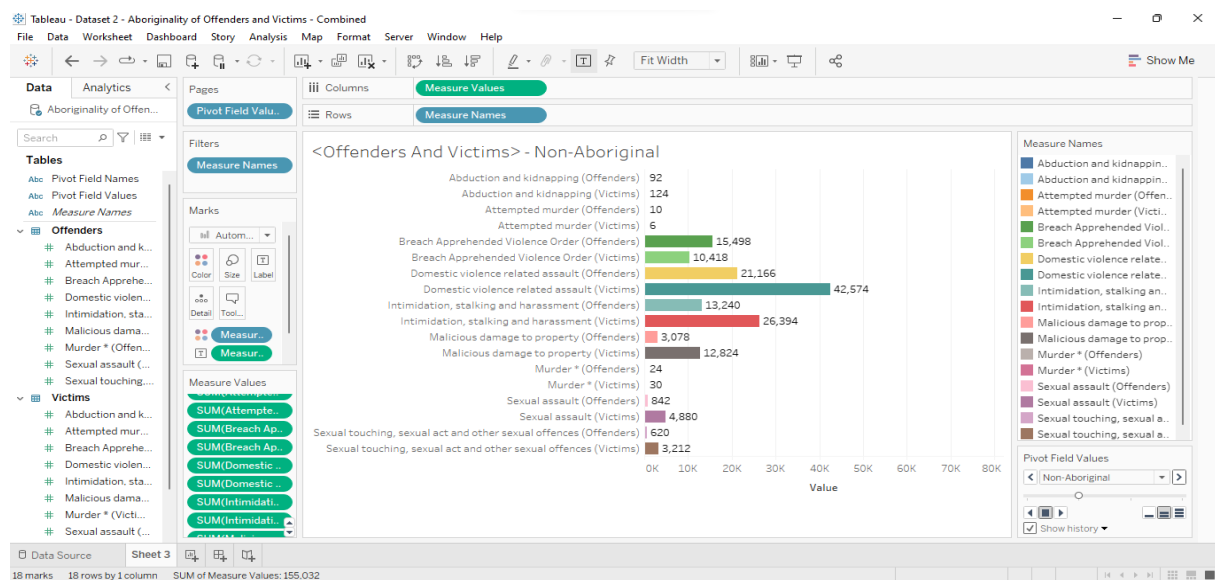 Tableau - Dataset 2 - Aboriginality of Offenders and Victims - Combined
File Data Worksheet Dashboard Story Analysis Map Format Server Window Help
Fit Width
Show Me
Data Analytics
Aboriginality of Offen...
Search
Tables
Abc Pivot Field Names
Abc Pivot Field Values
Abc Measure Names
Offenders
# Abduction and k...
# Attempted mur...
# Breach Apprehe...
# Domestic violen...
# Intimidation, sta...
# Malicious dama...
# Murder * (Offen...
# Sexual assault (...
# Sexual touching,...
Victims
# Abduction and k...
# Attempted mur...
# Breach Apprehe...
# Domestic violen...
# Intimidation, sta...
# Malicious dama...
# Murder * (Victi...
# Sexual assault (...
Pages
Pivot Field Valu..
Filters
Measure Names
Marks
Autom...
Color Size Label
Detail Tool...
Measur..
Measur..
Measure Values
SUM(Attempte..
SUM(Breach Ap..
SUM(Breach Ap..
SUM(Domestic ..
SUM(Domestic ..
SUM(Intimidati..
SUM(Intimidati..
Columns Measure Values
Rows Measure Names
<Offenders And Victims> - Non-Aboriginal
Abduction and kidnapping (Offenders) 92
Abduction and kidnapping (Victims) 124
Attempted murder (Offenders) 10
Attempted murder (Victims) 6
Breach Apprehended Violence Order (Offenders) 15,498
Breach Apprehended Violence Order (Victims) 10,418
Domestic violence related assault (Offenders) 21,166
Domestic violence related assault (Victims) 42,574
Intimidation, stalking and harassment (Offenders) 13,240
Intimidation, stalking and harassment (Victims) 26,394
Malicious damage to property (Offenders) 3,078
Malicious damage to property (Victims) 12,824
Murder * (Offenders) 24
Murder * (Victims) 30
Sexual assault (Offenders) 842
Sexual assault (Victims) 4,880
Sexual touching, sexual act and other sexual offences (Offenders) 620
Sexual touching, sexual act and other sexual offences (Victims) 3,212
0K 10K 20K 30K 40K 50K 60K 70K 80K
Value
Measure Names
Abduction and kidnappin..
Abduction and kidnappin..
Attempted murder (Offen..
Attempted murder (Victi..
Breach Apprehended Viol..
Breach Apprehended Viol..
Domestic violence relate..
Domestic violence relate..
Intimidation, stalking an..
Intimidation, stalking an..
Malicious damage to prop..
Malicious damage to prop..
Murder * (Offenders)
Murder * (Victims)
Sexual assault (Offenders)
Sexual assault (Victims)
Sexual touching, sexual a..
Sexual touching, sexual a..
Pivot Field Values
Non-Aboriginal
Show history
Data Source Sheet 3
18 marks 18 rows by 1 column SUM of Measure Values: 155,032